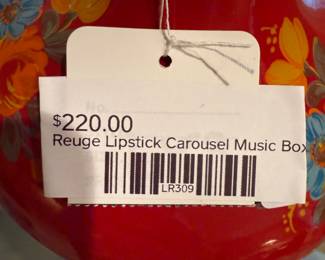 $220.00
Reuge Lipstick Carousel Music Box
LR309